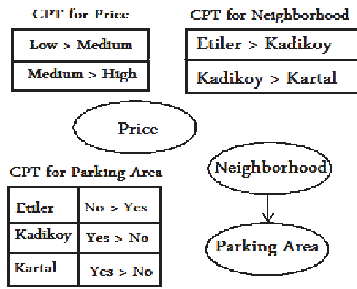 CPT for Price
Low > Medium
Medium > High
CPT for Neighborhood
Etiler > Kadikoy
Kadikoy > Kartal
Price
Neighborhood
Parking Area
CPT for Parking Area
Etiler No > Yes
Kadikoy Yes > No
Kartal Yes > No